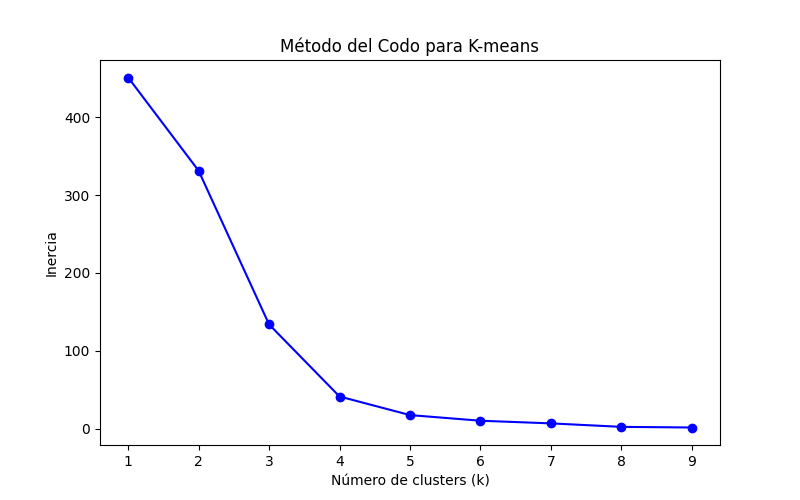 Método del Codo para K-means
400
300
200
100
0
Inercia
1 2 3 4 5 6 7 8 9
Número de clusters (k)